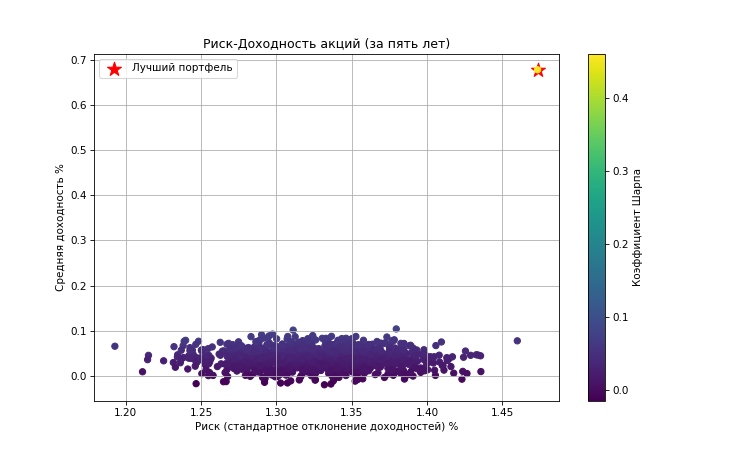 Риск-Доходность акций (за пять лет)
Лучший портфель
Средняя доходность %
0.7
0.6
0.5
0.4
0.3
0.2
0.1
0.0
1.20 1.25 1.30 1.35 1.40 1.45
Риск (стандартное отклонение доходностей) %
0.4
0.3
0.2
0.1
0.0
Коэффициент Шарпа